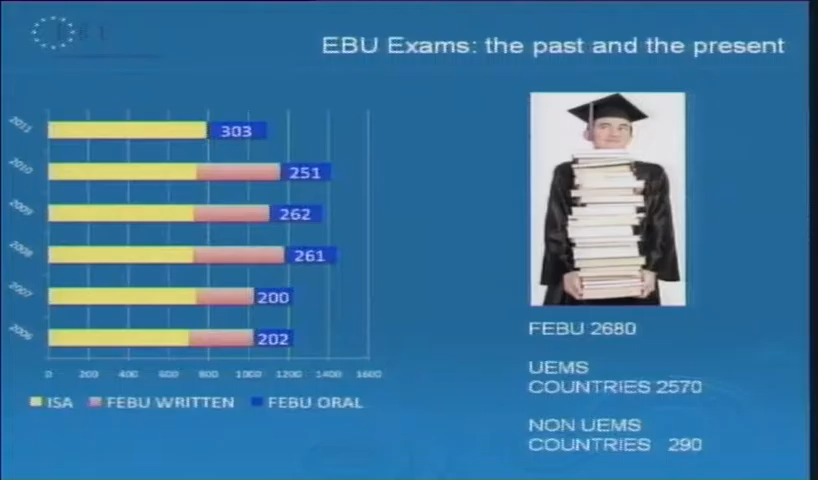 EBU Exams: the past and the present
2011
303
2010
251
2009
262
2008
261
2007
200
2006
202
0 200 400 600 800 1000 1200 1400 1600
ISA FEBU WRITTEN FEBU ORAL
FEBU 2680
UEMS
COUNTRIES 2570
NON UEMS
COUNTRIES 290